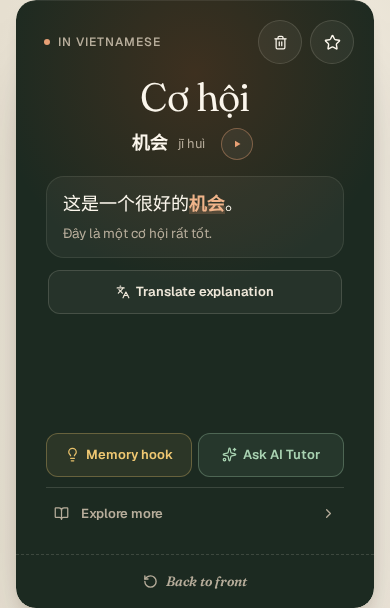 IN VIETNAMESE
Cơ hội
机会 jī huì
这是一个很好的机会。
Đây là một cơ hội rất tốt.
Translate explanation
Memory hook
Ask AI Tutor
Explore more
Back to front